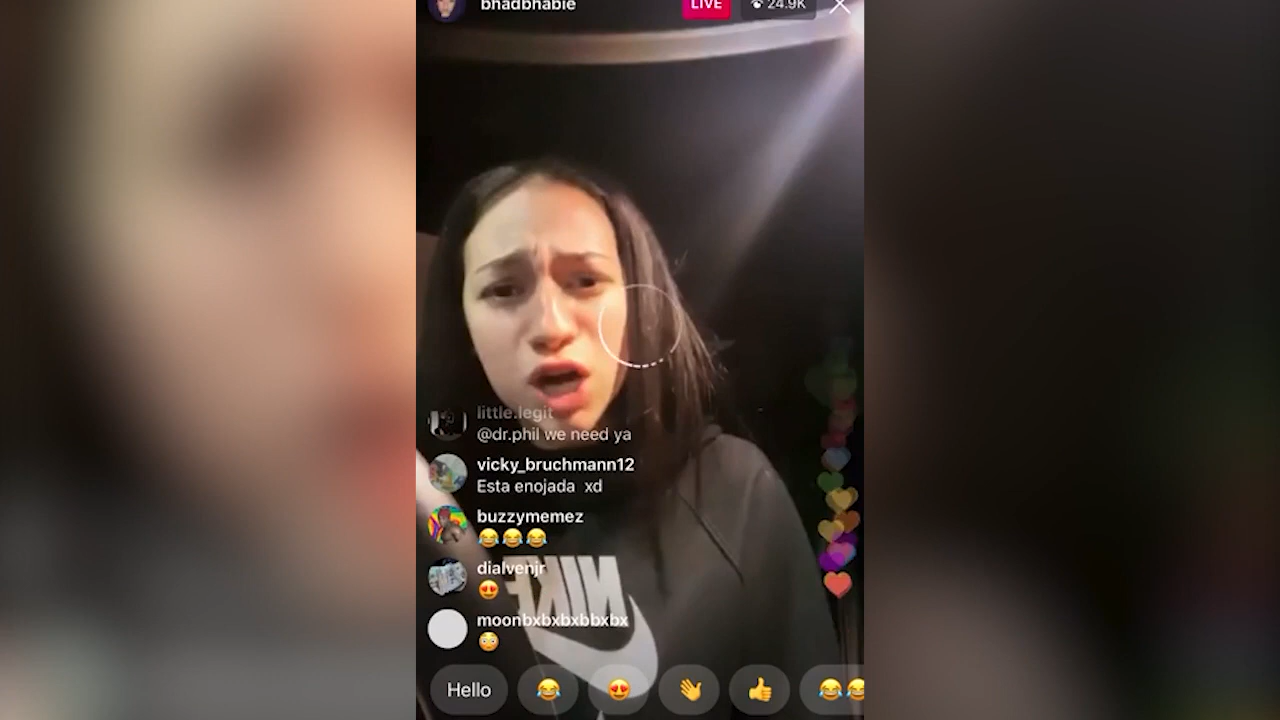 bhadbhabie LIVE 24.9K
little.legit
@dr.phil we need ya
vicky_bruchmann12
Esta enojada xd
buzzymemez
😂😂😂
dialvenjr
😍
moonbxbxbxbbxbx
😳
NIKE
Hello 😂 😍 👋 👍 😂😂